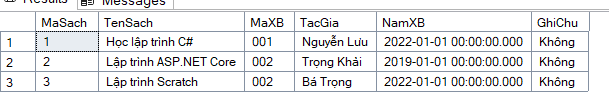 Messages
MaSach TenSach MaXB TacGia NamXB GhiChu
1 1 Học lập trình C# 001 Nguyễn Lưu 2022-01-01 00:00:00.000 Không
2 2 Lập trình ASP.NET Core 002 Trọng Khải 2019-01-01 00:00:00.000 Không
3 3 Lập trình Scratch 002 Bá Trọng 2022-01-01 00:00:00.000 Không